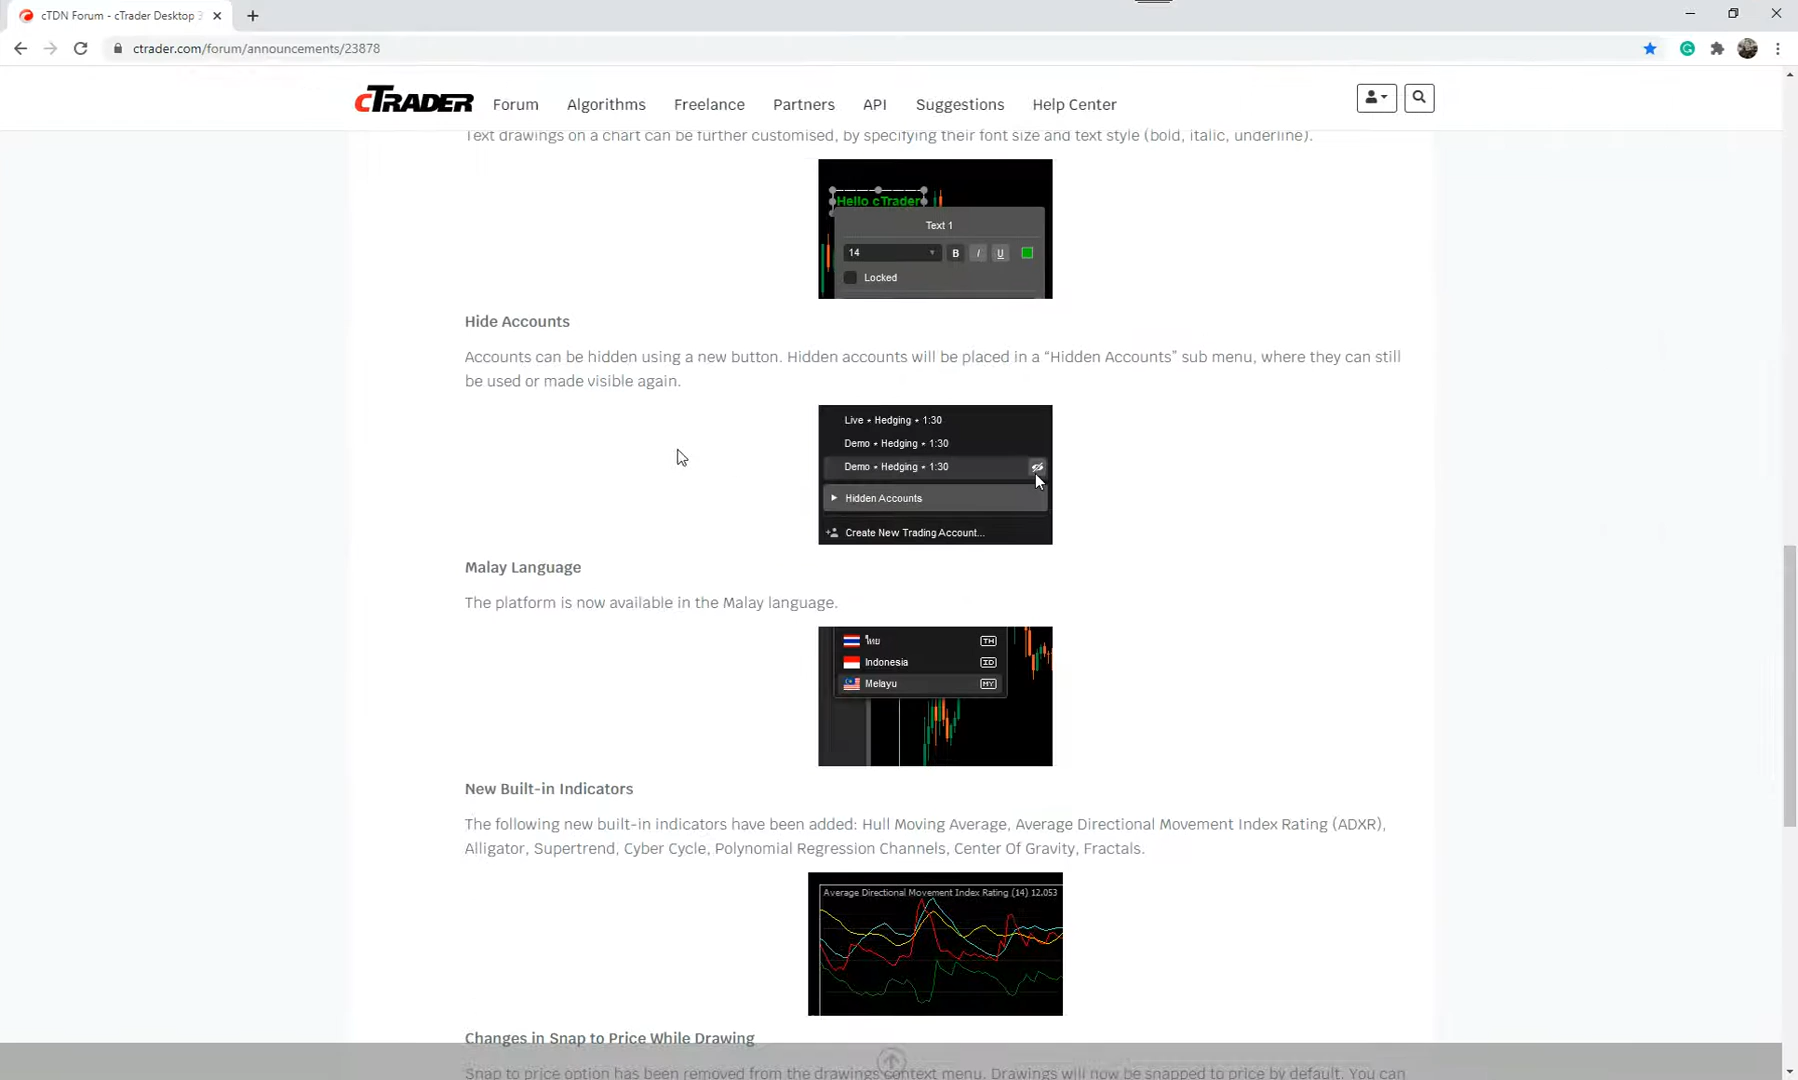 cTDN Forum - cTrader Desktop 3
ctrader.com/forum/announcements/23878
cTRADER
Forum
Algorithms
Freelance
Partners
API
Suggestions
Help Center
Text drawings on a chart can be further customised, by specifying their font size and text style (bold, italic, underline).
Hello cTrader
Text 1
14
B
I
U
Locked
Hide Accounts
Accounts can be hidden using a new button. Hidden accounts will be placed in a “Hidden Accounts” sub menu, where they can still
be used or made visible again.
Live • Hedging • 1:30
Demo • Hedging • 1:30
Demo • Hedging • 1:30
Hidden Accounts
Create New Trading Account...
Malay Language
The platform is now available in the Malay language.
ไทย TH
Indonesia ID
Melayu MY
New Built-in Indicators
The following new built-in indicators have been added: Hull Moving Average, Average Directional Movement Index Rating (ADXR),
Alligator, Supertrend, Cyber Cycle, Polynomial Regression Channels, Center Of Gravity, Fractals.
Average Directional Movement Index Rating (14) 12.053
Changes in Snap to Price While Drawing
Snap to price option has been removed from the drawings context menu. Drawings will now be snapped to price by default. You can